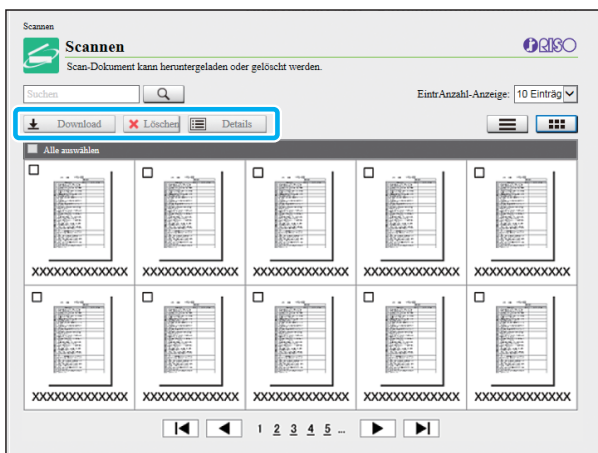 Scannen
Scannen
RISO
Scan-Dokument kann heruntergeladen oder gelöscht werden.
Suchen
EintrAnzahl-Anzeige: 10 Einträg
Download Löschen Details
Alle auswählen
XXXXXXXXXXXXX XXXXXXXXXXXXX XXXXXXXXXXXXX XXXXXXXXXXXXX XXXXXXXXXXXXX
XXXXXXXXXXXXX XXXXXXXXXXXXX XXXXXXXXXXXXX XXXXXXXXXXXXX XXXXXXXXXXXXX
1 2 3 4 5 ...